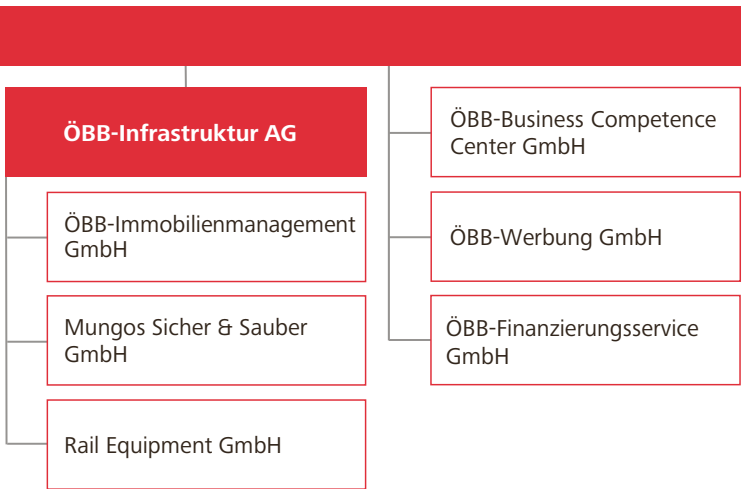 ÖBB-Infrastruktur AG
ÖBB-Immobilienmanagement
GmbH
Mungos Sicher & Sauber
GmbH
Rail Equipment GmbH
ÖBB-Business Competence
Center GmbH
ÖBB-Werbung GmbH
ÖBB-Finanzierungsservice
GmbH